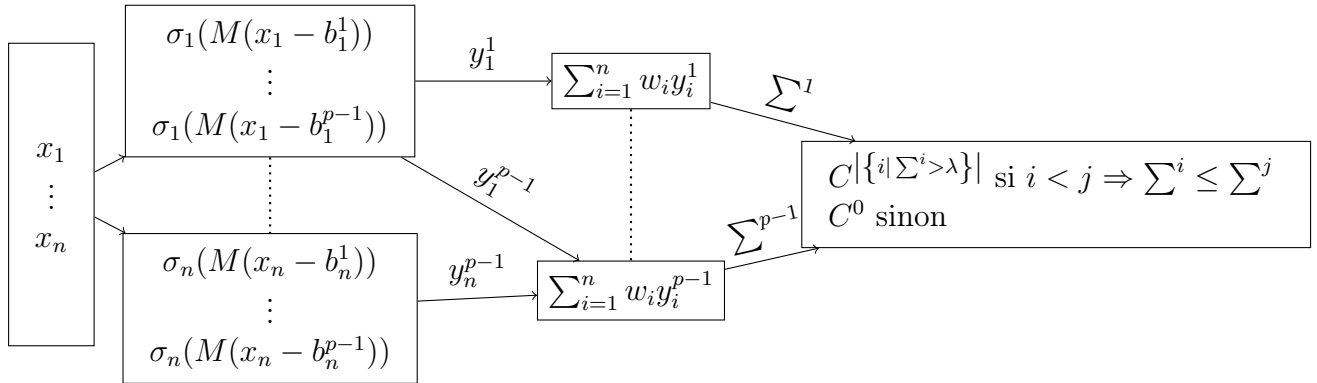 x_1
⋮
x_n
σ_1(M(x_1 − b_1^1))
⋮
σ_1(M(x_1 − b_1^{p−1}))
σ_n(M(x_n − b_n^1))
⋮
σ_n(M(x_n − b_n^{p−1}))
y_1^1
y_1^{p−1}
y_n^{p−1}
∑_{i=1}^n w_i y_i^1
∑_{i=1}^n w_i y_i^{p−1}
∑^1
∑^{p−1}
C^{|{i|∑^i>λ}|} si i < j ⇒ ∑^i ≤ ∑^j
C^0 sinon